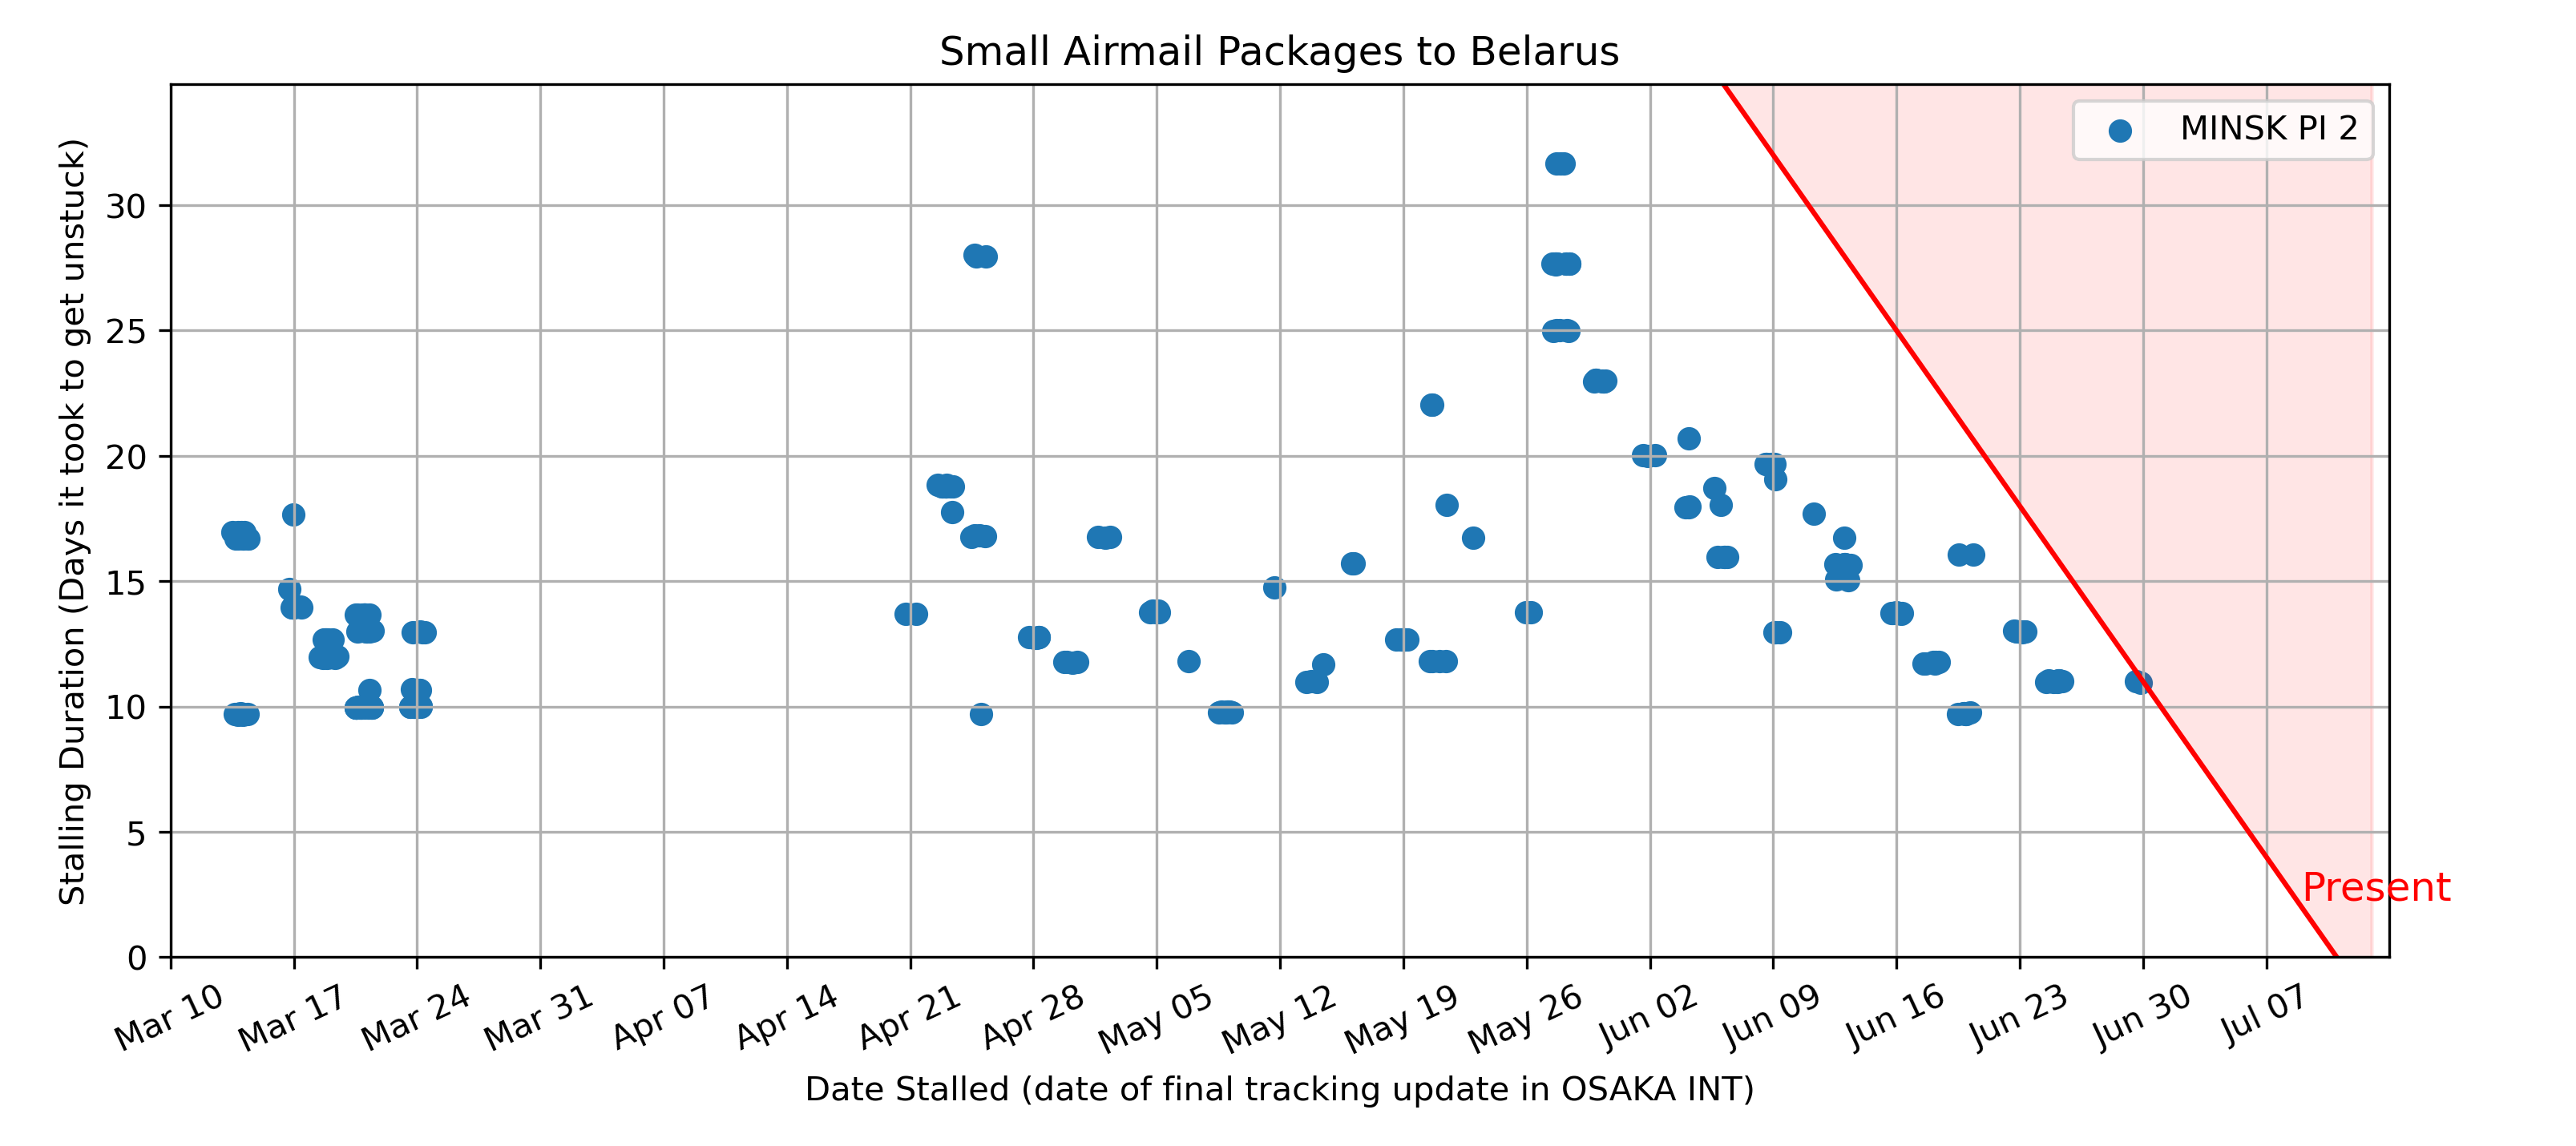 Small Airmail Packages to Belarus
MINSK PI 2
Stalling Duration (Days it took to get unstuck)
30
25
20
15
10
5
0
Present
Mar 10
Mar 17
Mar 24
Mar 31
Apr 07
Apr 14
Apr 21
Apr 28
May 05
May 12
May 19
May 26
Jun 02
Jun 09
Jun 16
Jun 23
Jun 30
Jul 07
Date Stalled (date of final tracking update in OSAKA INT)